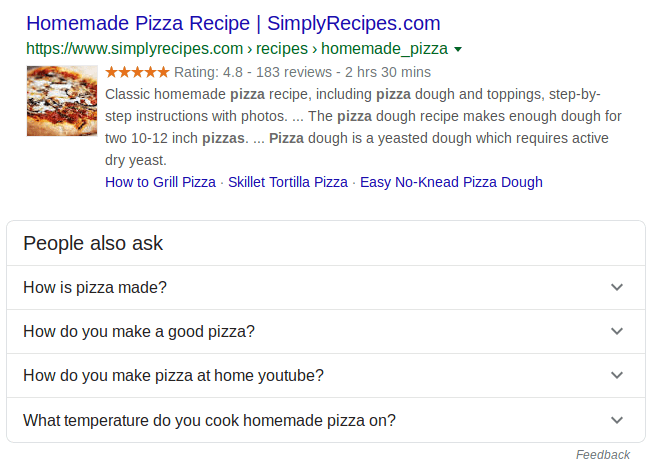 Homemade Pizza Recipe | SimplyRecipes.com
https://www.simplyrecipes.com › recipes › homemade_pizza
Rating: 4.8 - 183 reviews - 2 hrs 30 mins
Classic homemade pizza recipe, including pizza dough and toppings, step-by-
step instructions with photos. ... The pizza dough recipe makes enough dough for
two 10-12 inch pizzas. ... Pizza dough is a yeasted dough which requires active
dry yeast.
How to Grill Pizza · Skillet Tortilla Pizza · Easy No-Knead Pizza Dough
People also ask
How is pizza made?
How do you make a good pizza?
How do you make pizza at home youtube?
What temperature do you cook homemade pizza on?
Feedback